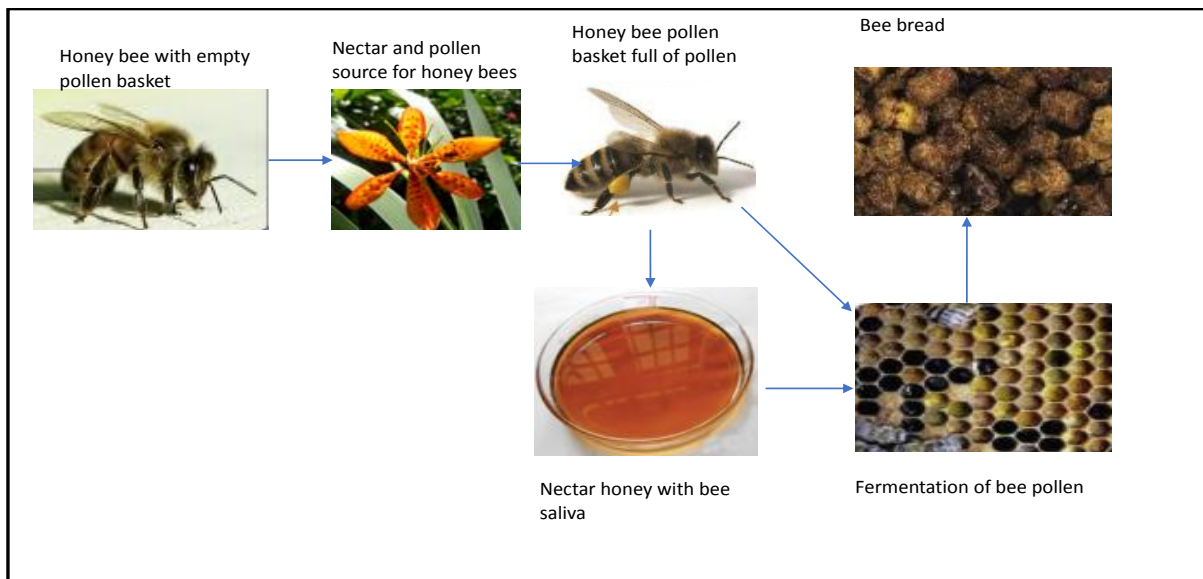 Honey bee with empty
pollen basket
Nectar and pollen
source for honey bees
Honey bee pollen
basket full of pollen
Bee bread
Nectar honey with bee
saliva
Fermentation of bee pollen